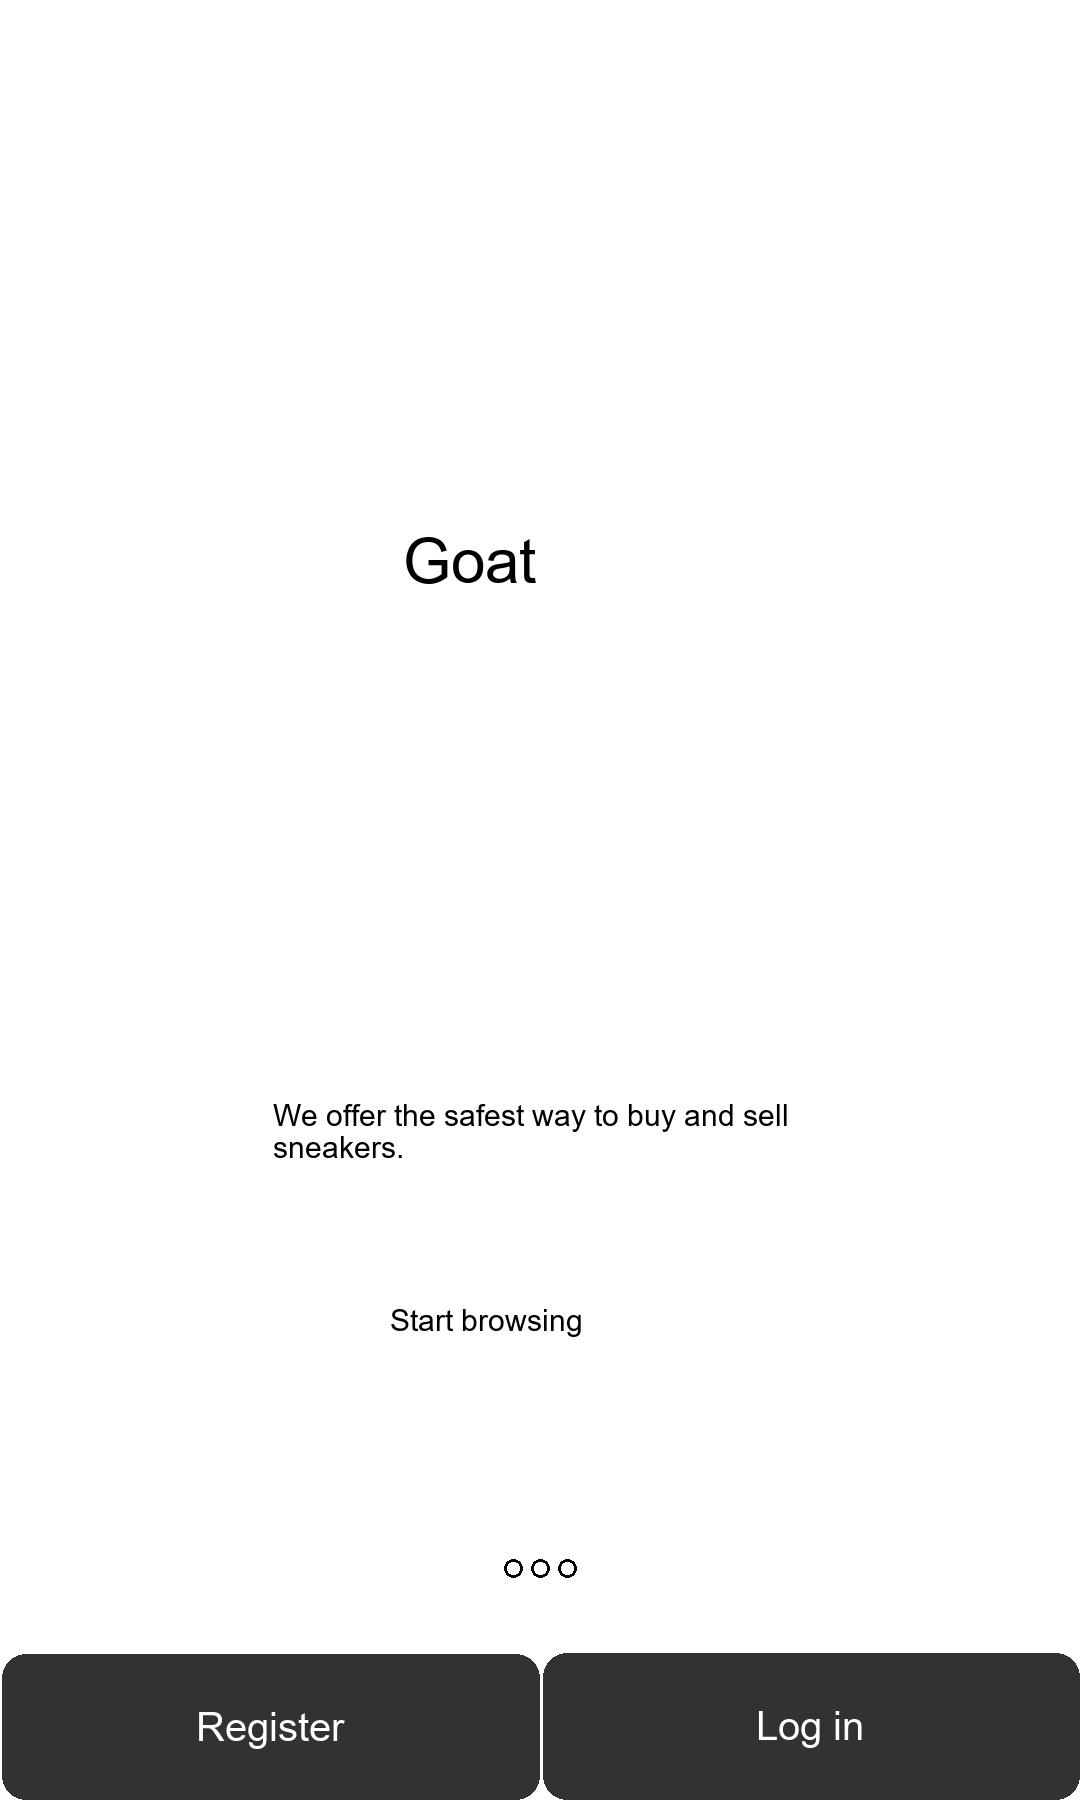 Goat
We offer the safest way to buy and sell
sneakers.
Start browsing
Register
Log in